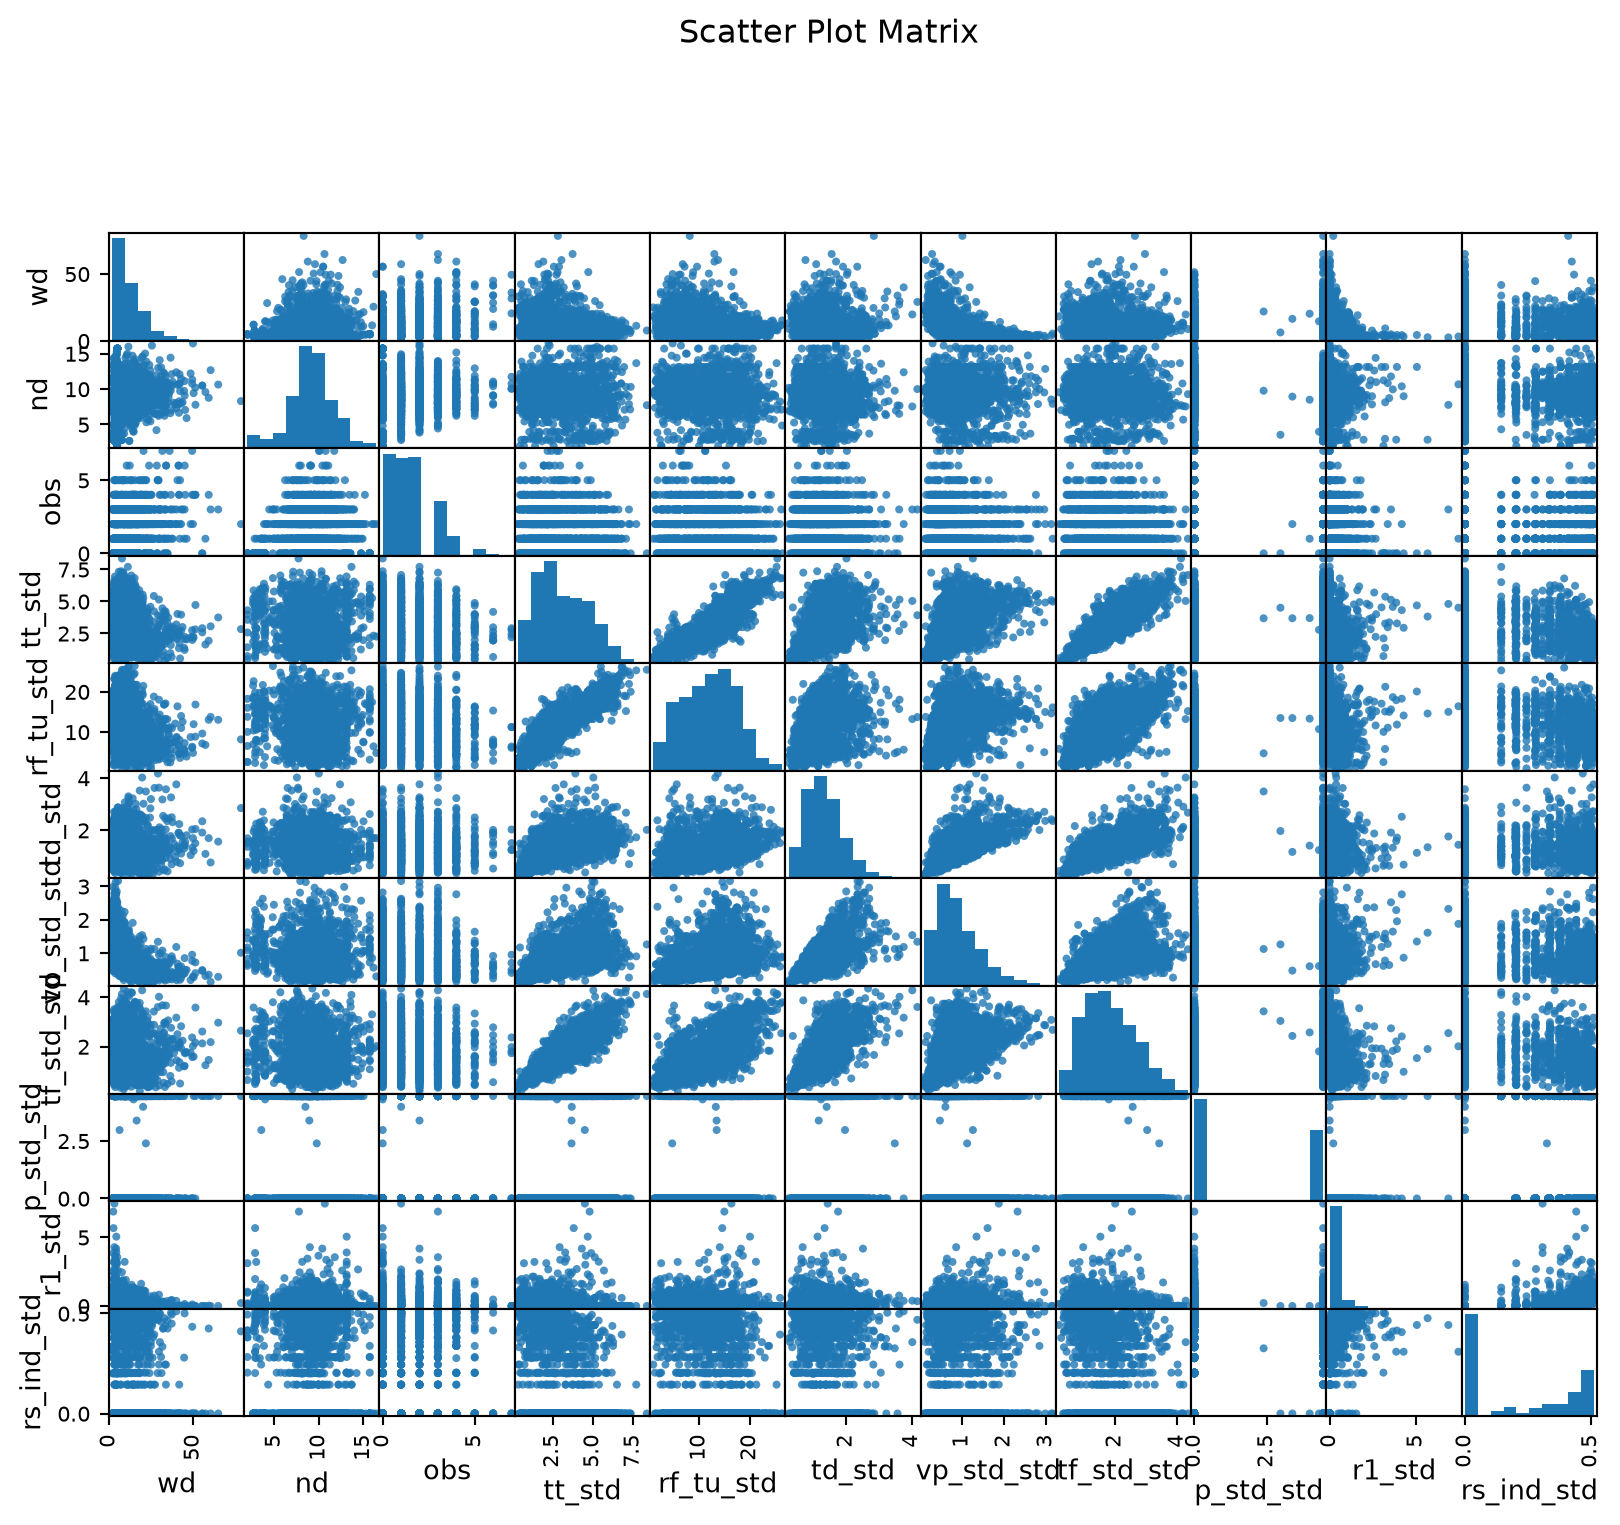 Scatter Plot Matrix
wd
50
0
nd
15
10
5
obs
5
0
tt_std
7.5
5.0
2.5
rf_tu_std
20
10
td_std
4
2
vp_std_std
3
2
1
tf_std_std
4
2
p_std_std
2.5
0.0
r1_std
5
0
rs_ind_std
0.5
0.0
0 50
5 10 15
0 5
2.5 5.0 7.5
10 20
2 4
1 2 3
2 4
0.0 2.5
0 5
0.0 0.5
wd nd obs tt_std rf_tu_std td_std vp_std_std tf_std_std p_std_std r1_std rs_ind_std